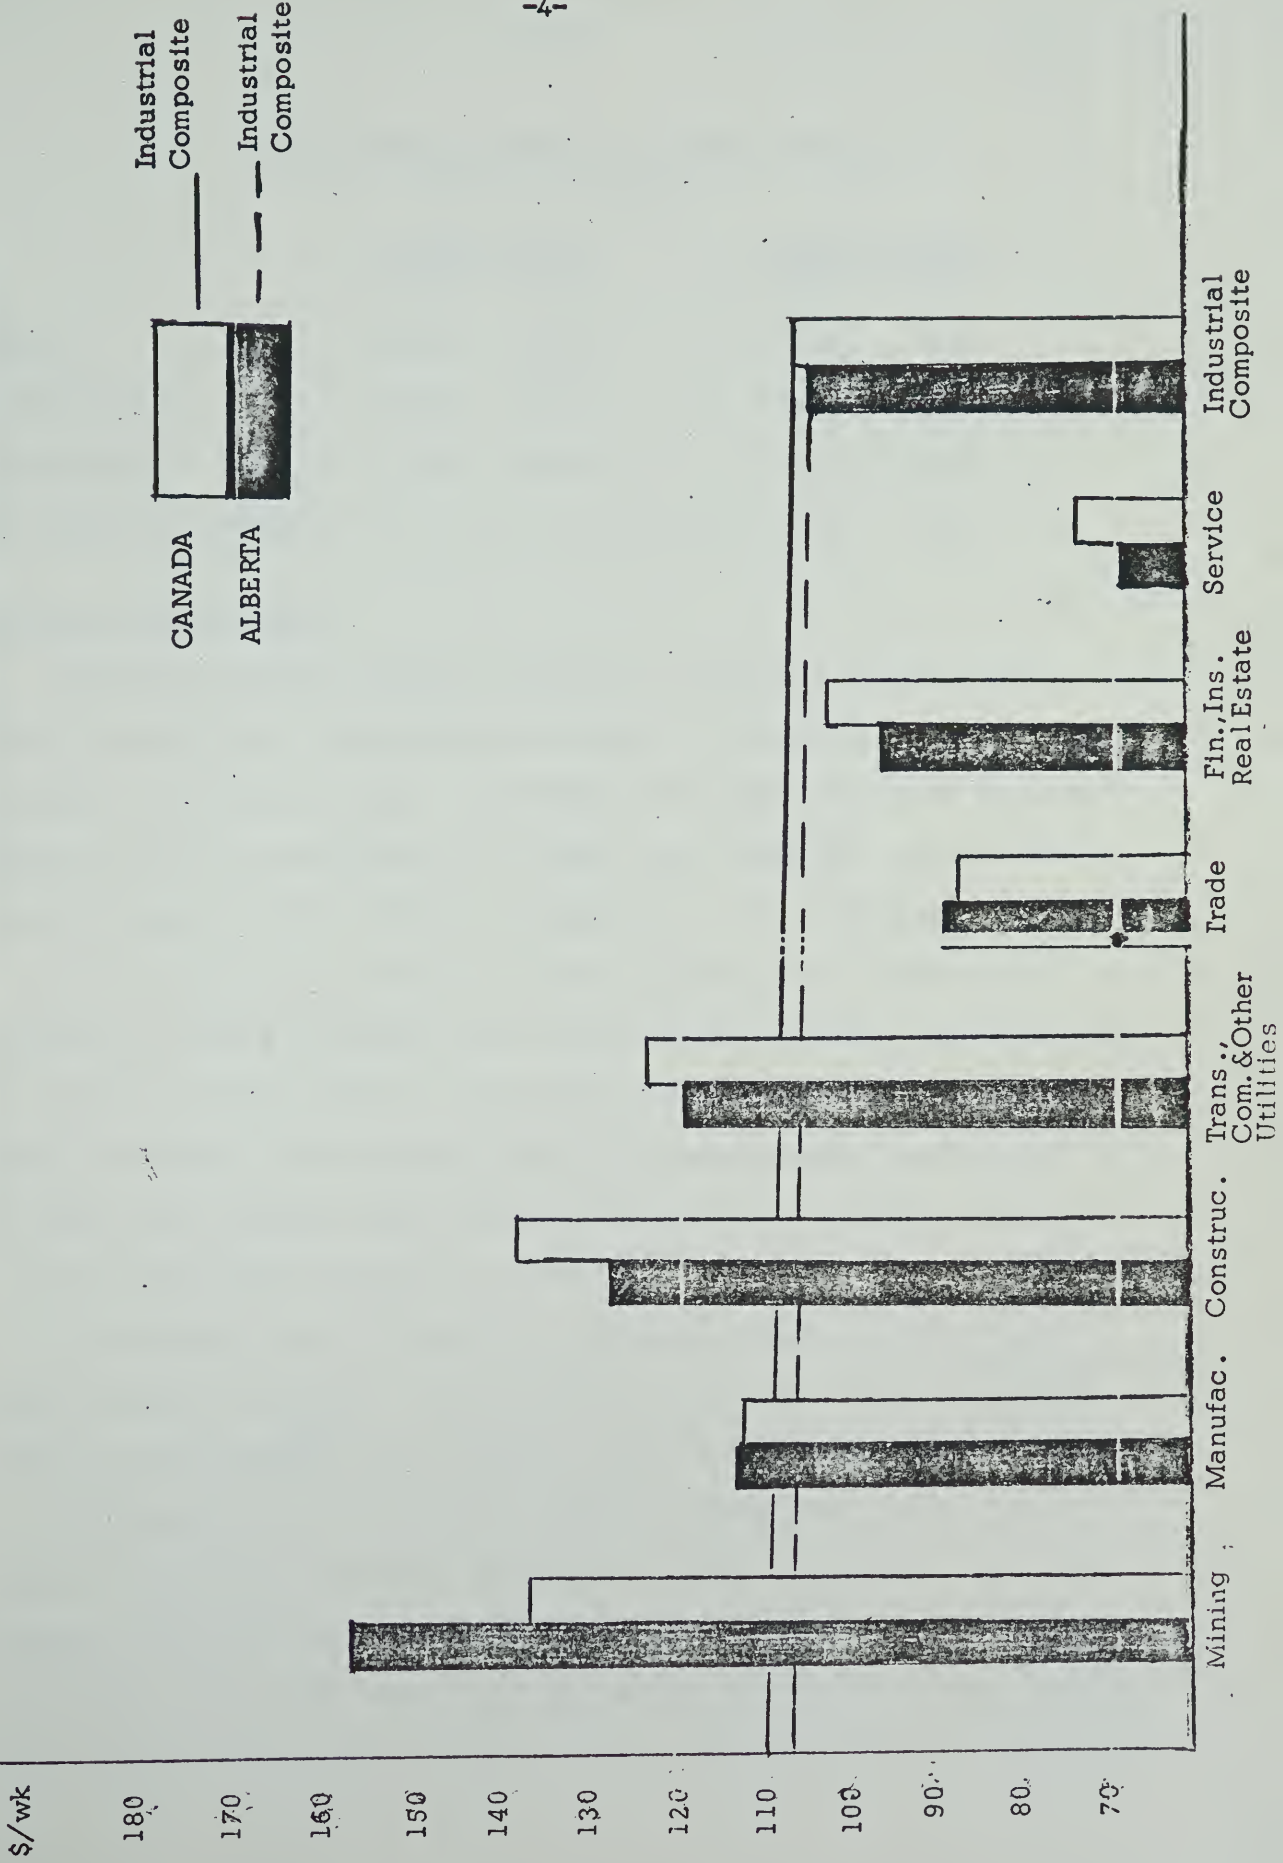 -4-
$/wk
180
170
160
150
140
130
120
110
100
90
80
70
CANADA
ALBERTA
Industrial
Composite
Industrial
Composite
Mining
Manufac.
Construc.
Trans.,
Com.&Other
Utilities
Trade
Fin.,Ins.
Real Estate
Service
Industrial
Composite